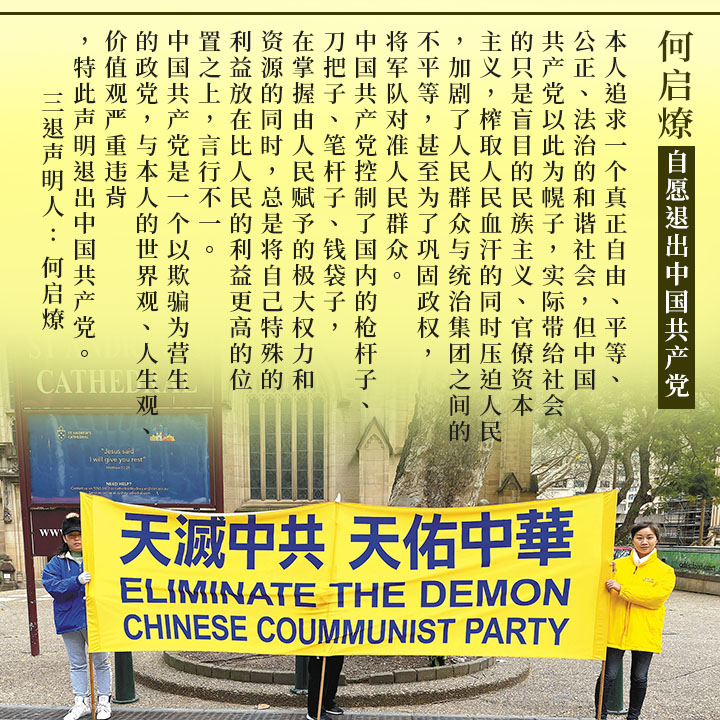 何启燎 自愿退出中国共产党
本人追求一个真正自由、平等、
公正、法治的和谐社会，但中国
共产党以此为幌子，实际带给社会
的只是盲目的民族主义、官僚资本
主义，榨取人民血汗的同时压迫人民
，加剧了人民群众与统治集团之间的
不平等，甚至为了巩固政权，
将军队对准人民群众。
中国共产党控制了国内的枪杆子、
刀把子、笔杆子、钱袋子，
在掌握由人民赋予的极大权力和
资源的同时，总是将自己特殊的
利益放在比人民的利益更高的位
置之上，言行不一。
中国共产党是一个以欺骗为营生
的政党，与本人的世界观、人生观、
价值观严重违背
，特此声明退出中国共产党。
三退声明人：何启燎
CATHEDRAL
"Jesus said
I will give you rest"
NEED HELP?
WWW.
天滅中共 天佑中華
ELIMINATE THE DEMON
CHINESE COUMMUNIST PARTY